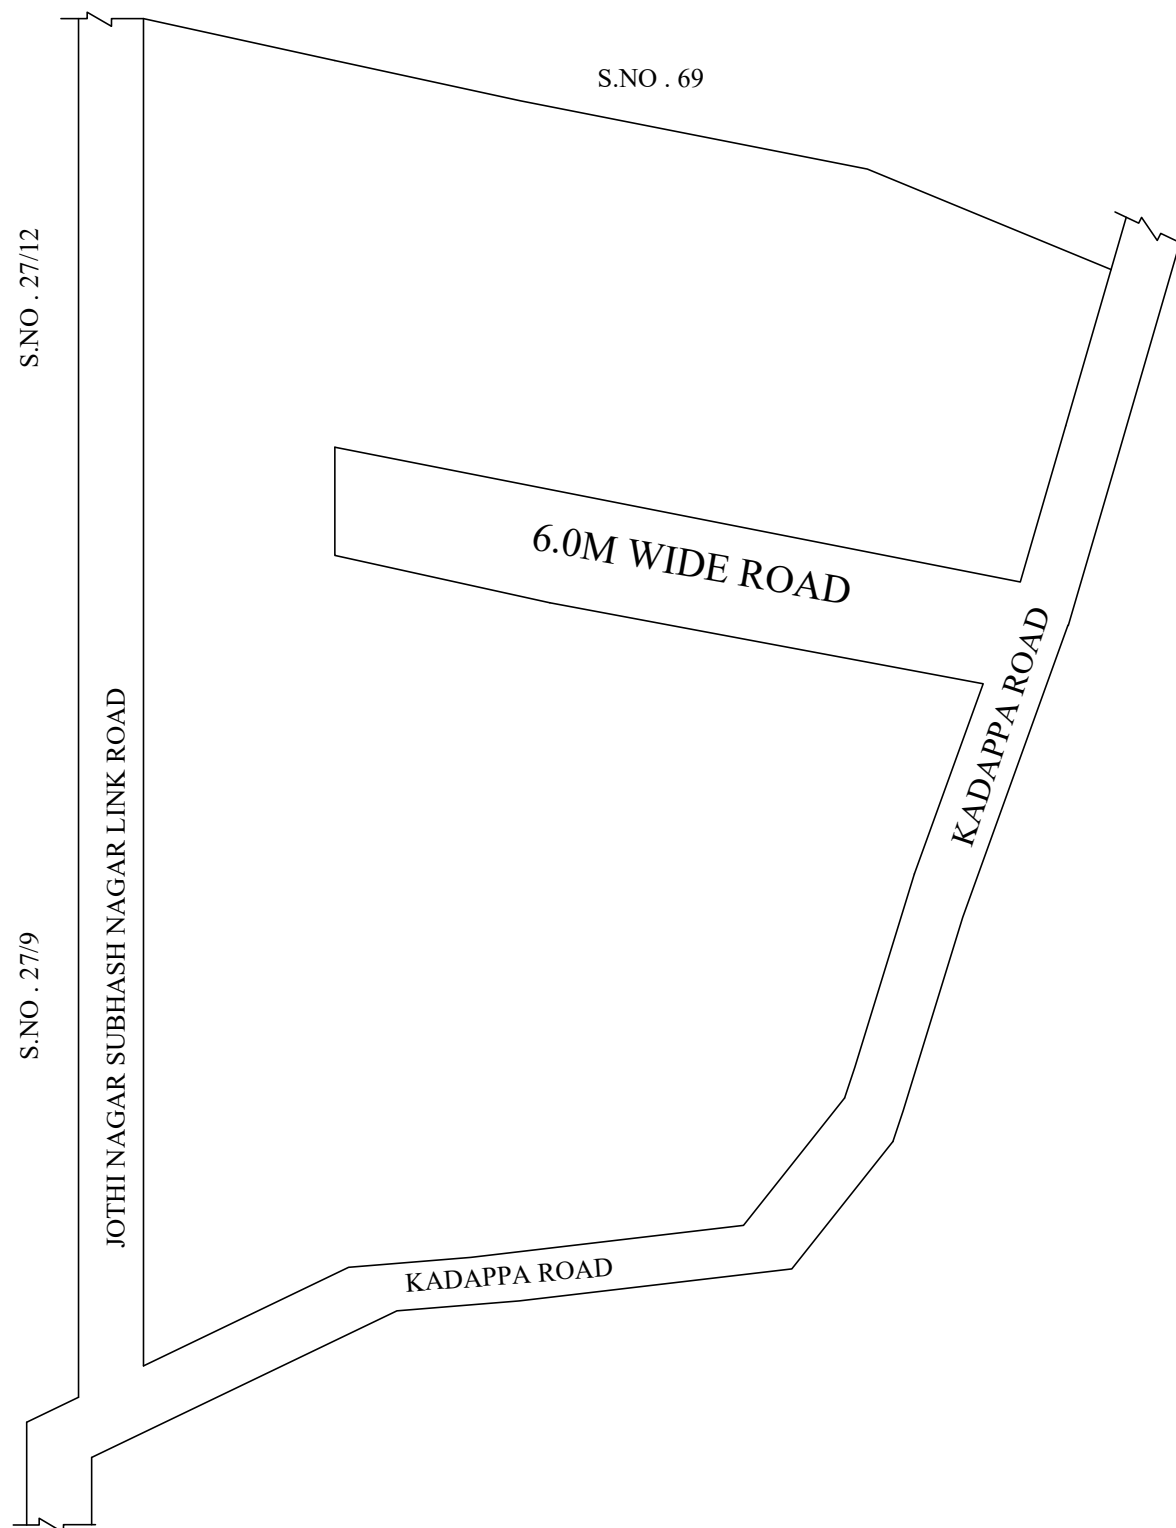 S.NO . 69
S.NO . 27/12
6.0M WIDE ROAD
KADAPPA ROAD
JOTHI NAGAR SUBHASH NAGAR LINK ROAD
S.NO . 27/9
KADAPPA ROAD